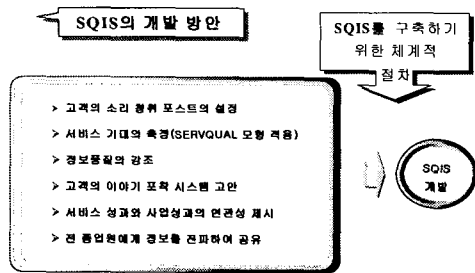 SQIS의 개발 방안
SQIS를 구축하기
위한 체계적
절차
➤ 고객의 소리 청취 포스트의 설정
➤ 서비스 기대의 측정(SERVQUAL 모형 적용)
➤ 정보품질의 강조
➤ 고객의 이야기 포착 시스템 고안
➤ 서비스 성과와 사업성과의 연관성 제시
➤ 전 종업원에게 정보를 전파하여 공유
SQIS
개발